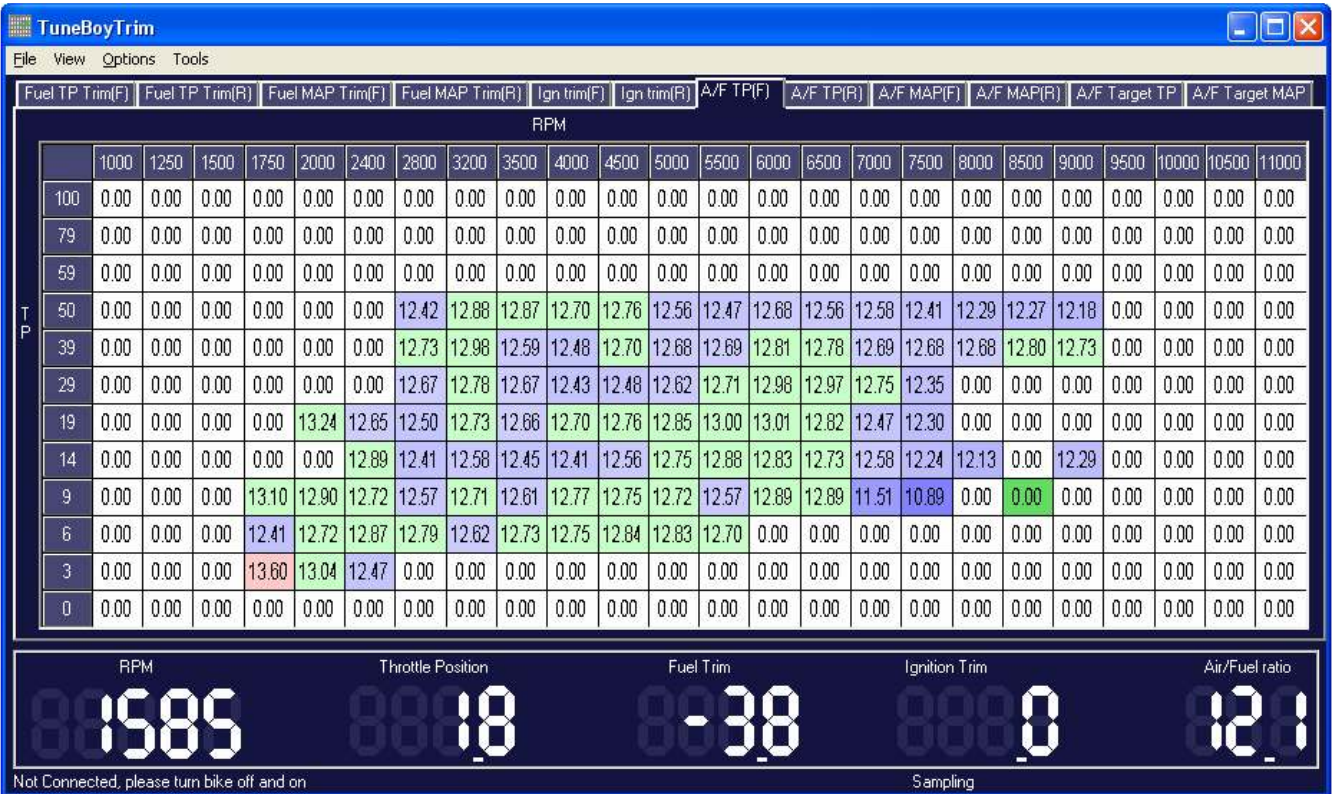 TuneBoyTrim
File View Options Tools
Fuel TP Trim(F) Fuel TP Trim(R) Fuel MAP Trim(F) Fuel MAP Trim(R) Ign trim(F) Ign trim(R) A/F TP(F) A/F TP(R) A/F MAP(F) A/F MAP(R) A/F Target TP A/F Target MAP
RPM
1000 1250 1500 1750 2000 2400 2800 3200 3500 4000 4500 5000 5500 6000 6500 7000 7500 8000 8500 9000 9500 10000 10500 11000
100 0.00 0.00 0.00 0.00 0.00 0.00 0.00 0.00 0.00 0.00 0.00 0.00 0.00 0.00 0.00 0.00 0.00 0.00 0.00 0.00 0.00 0.00 0.00 0.00
79 0.00 0.00 0.00 0.00 0.00 0.00 0.00 0.00 0.00 0.00 0.00 0.00 0.00 0.00 0.00 0.00 0.00 0.00 0.00 0.00 0.00 0.00 0.00 0.00
59 0.00 0.00 0.00 0.00 0.00 0.00 0.00 0.00 0.00 0.00 0.00 0.00 0.00 0.00 0.00 0.00 0.00 0.00 0.00 0.00 0.00 0.00 0.00 0.00
TP
50 0.00 0.00 0.00 0.00 0.00 0.00 12.42 12.88 12.87 12.70 12.76 12.56 12.47 12.68 12.56 12.58 12.41 12.29 12.27 12.18 0.00 0.00 0.00 0.00
39 0.00 0.00 0.00 0.00 0.00 0.00 12.73 12.98 12.59 12.48 12.70 12.68 12.69 12.81 12.78 12.69 12.68 12.68 12.80 12.73 0.00 0.00 0.00 0.00
29 0.00 0.00 0.00 0.00 0.00 0.00 12.67 12.78 12.67 12.43 12.48 12.62 12.71 12.98 12.97 12.75 12.35 0.00 0.00 0.00 0.00 0.00 0.00 0.00
19 0.00 0.00 0.00 0.00 13.24 12.65 12.50 12.73 12.66 12.70 12.76 12.85 13.00 13.01 12.82 12.47 12.30 0.00 0.00 0.00 0.00 0.00 0.00 0.00
14 0.00 0.00 0.00 0.00 0.00 12.89 12.41 12.58 12.45 12.41 12.56 12.75 12.88 12.83 12.73 12.58 12.24 12.13 0.00 12.29 0.00 0.00 0.00 0.00
9 0.00 0.00 0.00 13.10 12.90 12.72 12.57 12.71 12.61 12.77 12.75 12.72 12.57 12.89 12.89 11.51 10.89 0.00 0.00 0.00 0.00 0.00 0.00 0.00
6 0.00 0.00 0.00 12.41 12.72 12.87 12.79 12.62 12.73 12.75 12.84 12.83 12.70 0.00 0.00 0.00 0.00 0.00 0.00 0.00 0.00 0.00 0.00 0.00
3 0.00 0.00 0.00 13.60 13.04 12.47 0.00 0.00 0.00 0.00 0.00 0.00 0.00 0.00 0.00 0.00 0.00 0.00 0.00 0.00 0.00 0.00 0.00 0.00
0 0.00 0.00 0.00 0.00 0.00 0.00 0.00 0.00 0.00 0.00 0.00 0.00 0.00 0.00 0.00 0.00 0.00 0.00 0.00 0.00 0.00 0.00 0.00 0.00
RPM Throttle Position Fuel Trim Ignition Trim Air/Fuel ratio
1585 1.8 -3.8 .0 12.1
Not Connected, please turn bike off and on Sampling